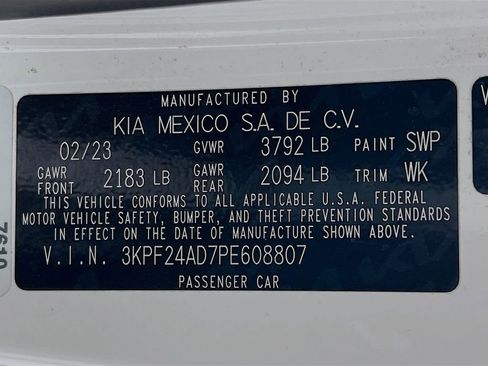 MANUFACTURED BY
KIA MEXICO S.A. DE C.V.
02/23 GVWR 3792 LB PAINT SWP
GAWR FRONT 2183 LB GAWR REAR 2094 LB TRIM WK
THIS VEHICLE CONFORMS TO ALL APPLICABLE U.S.A. FEDERAL
MOTOR VEHICLE SAFETY, BUMPER, AND THEFT PREVENTION STANDARDS
IN EFFECT ON THE DATE OF MANUFACTURE SHOWN ABOVE.
V.I.N. 3KPF24AD7PE608807
PASSENGER CAR